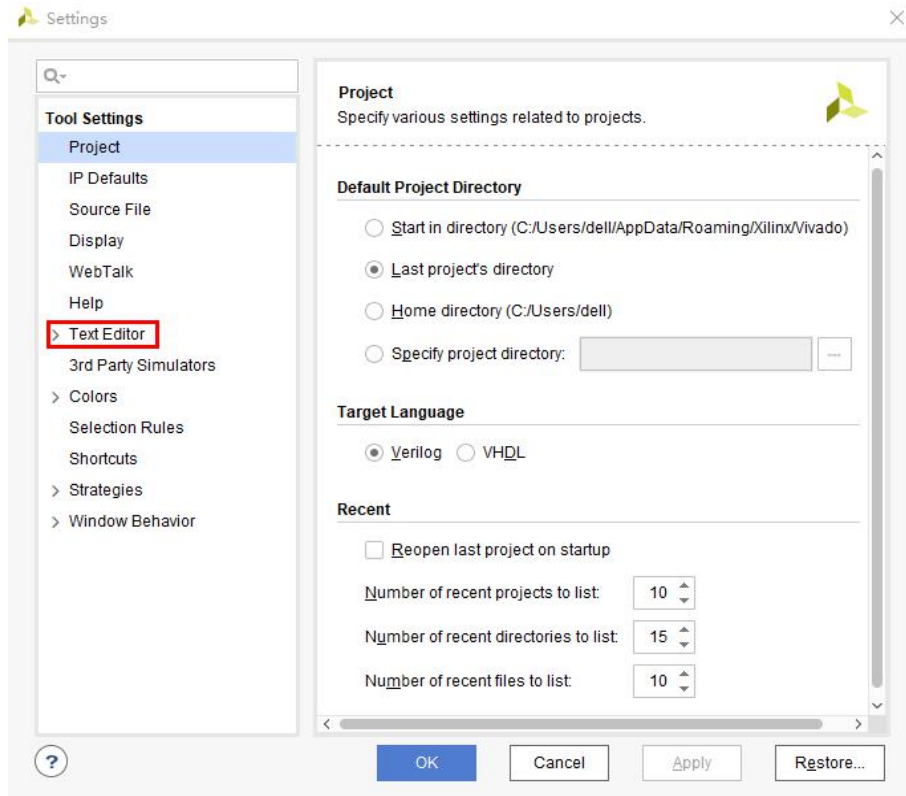 Settings
Tool Settings
Project
IP Defaults
Source File
Display
WebTalk
Help
Text Editor
3rd Party Simulators
Colors
Selection Rules
Shortcuts
Strategies
Window Behavior
Project
Specify various settings related to projects.
Default Project Directory
Start in directory (C:/Users/dell/AppData/Roaming/Xilinx/Vivado)
Last project's directory
Home directory (C:/Users/dell)
Specify project directory:
...
Target Language
Verilog VHDL
Recent
Reopen last project on startup
Number of recent projects to list: 10
Number of recent directories to list: 15
Number of recent files to list: 10
? OK Cancel Apply Restore...